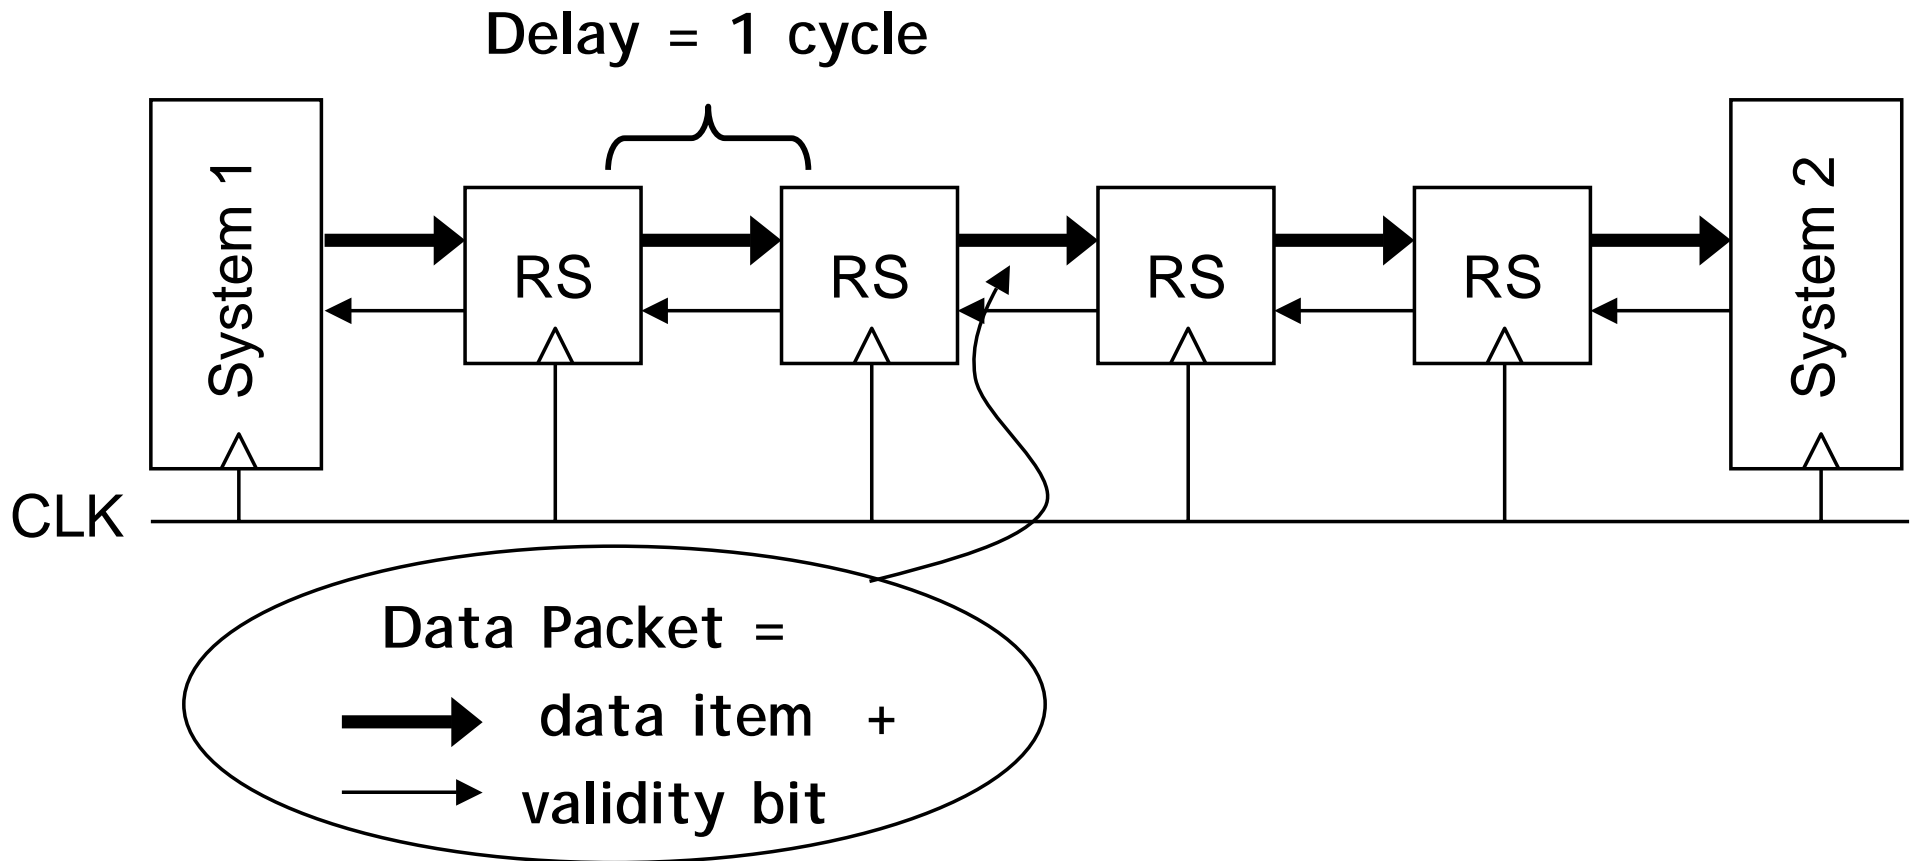 Delay = 1 cycle
System 1
RS
RS
RS
RS
System 2
CLK
Data Packet =
data item +
validity bit